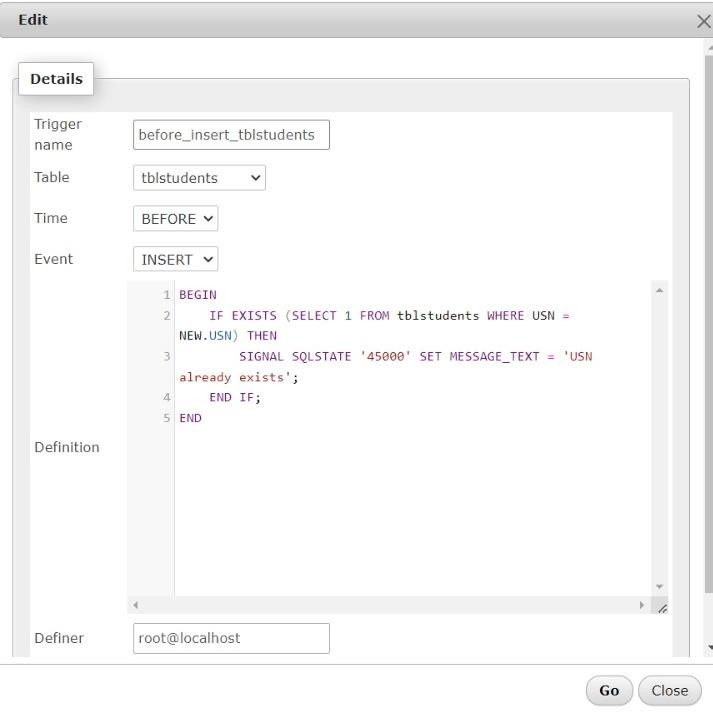 Edit
Details
Trigger
name
before_insert_tblstudents
Table
tblstudents
Time
BEFORE
Event
INSERT
Definition
1 BEGIN
2     IF EXISTS (SELECT 1 FROM tblstudents WHERE USN =
NEW.USN) THEN
3         SIGNAL SQLSTATE '45000' SET MESSAGE_TEXT = 'USN
already exists';
4     END IF;
5 END
Definer
root@localhost
Go
Close